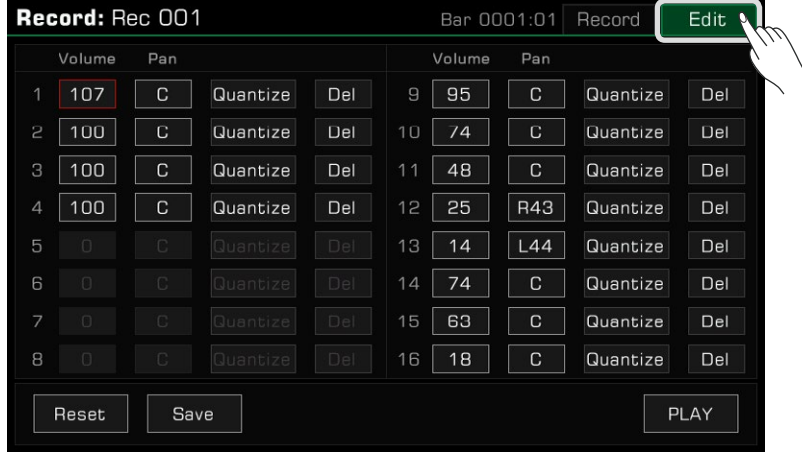 Record: Rec 001 Bar 0001:01 Record Edit
Volume Pan Volume Pan
1 107 C Quantize Del 9 95 C Quantize Del
2 100 C Quantize Del 10 74 C Quantize Del
3 100 C Quantize Del 11 48 C Quantize Del
4 100 C Quantize Del 12 25 R43 Quantize Del
5 0 C Quantize Del 13 14 L44 Quantize Del
6 0 C Quantize Del 14 74 C Quantize Del
7 0 C Quantize Del 15 63 C Quantize Del
8 0 C Quantize Del 16 18 C Quantize Del
Reset Save PLAY